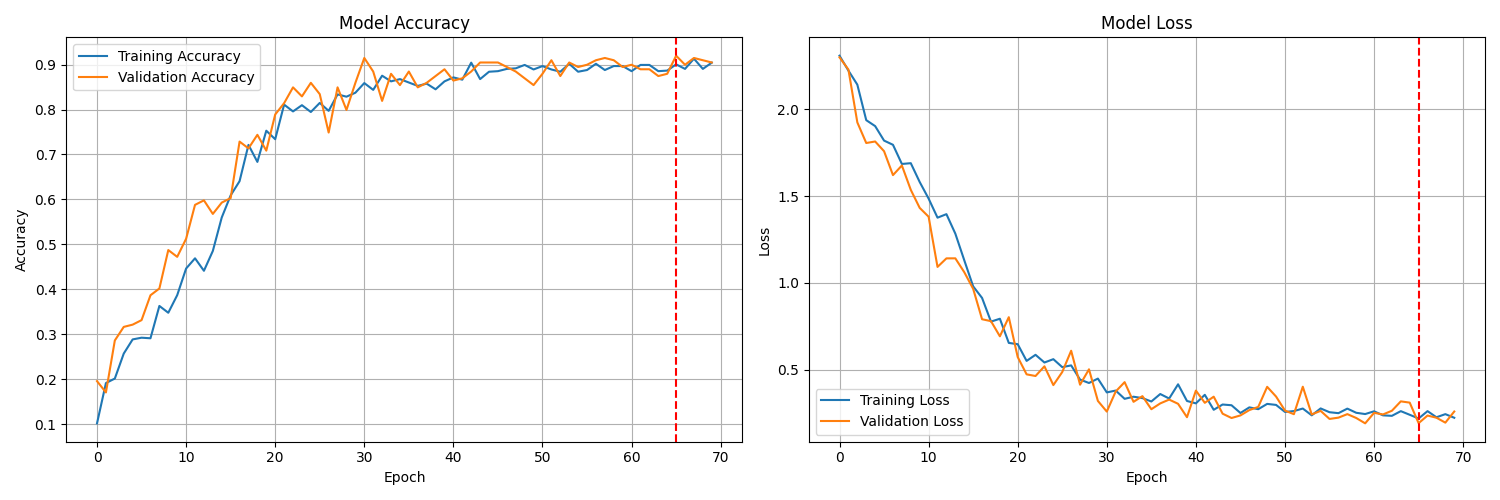 Model Accuracy
Training Accuracy
Validation Accuracy
Accuracy
0.9
0.8
0.7
0.6
0.5
0.4
0.3
0.2
0.1
0 10 20 30 40 50 60 70
Epoch
Model Loss
Loss
2.0
1.5
1.0
0.5
Training Loss
Validation Loss
0 10 20 30 40 50 60 70
Epoch